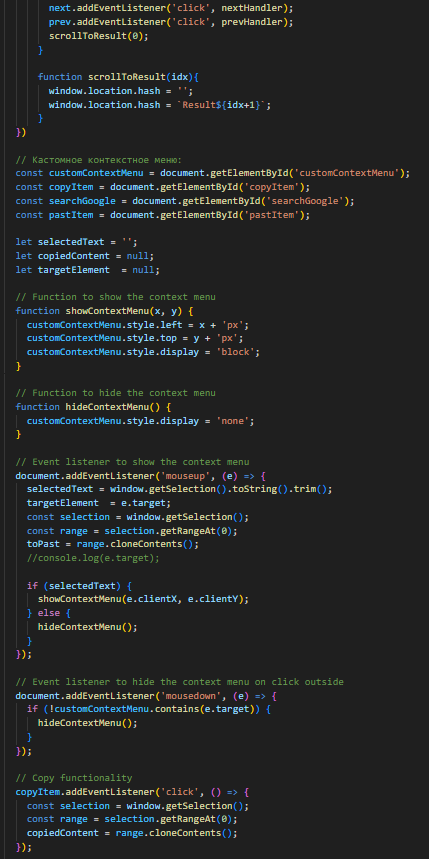 next.addEventListener('click', nextHandler);
prev.addEventListener('click', prevHandler);
scrollToResult(0);
}
function scrollToResult(idx){
window.location.hash = '';
window.location.hash = `Result${idx+1}`;
}
})
// Кастомное контекстное меню:
const customContextMenu = document.getElementById('customContextMenu');
const copyItem = document.getElementById('copyItem');
const searchGoogle = document.getElementById('searchGoogle');
const pastItem = document.getElementById('pastItem');
let selectedText = '';
let copiedContent = null;
let targetElement  = null;
// Function to show the context menu
function showContextMenu(x, y) {
customContextMenu.style.left = x + 'px';
customContextMenu.style.top = y + 'px';
customContextMenu.style.display = 'block';
}
// Function to hide the context menu
function hideContextMenu() {
customContextMenu.style.display = 'none';
}
// Event listener to show the context menu
document.addEventListener('mouseup', (e) => {
selectedText = window.getSelection().toString().trim();
targetElement  = e.target;
const selection = window.getSelection();
const range = selection.getRangeAt(0);
toPast = range.cloneContents();
//console.log(e.target);
if (selectedText) {
showContextMenu(e.clientX, e.clientY);
} else {
hideContextMenu();
}
});
// Event listener to hide the context menu on click outside
document.addEventListener('mousedown', (e) => {
if (!customContextMenu.contains(e.target)) {
hideContextMenu();
}
});
// Copy functionality
copyItem.addEventListener('click', () => {
const selection = window.getSelection();
const range = selection.getRangeAt(0);
copiedContent = range.cloneContents();
});